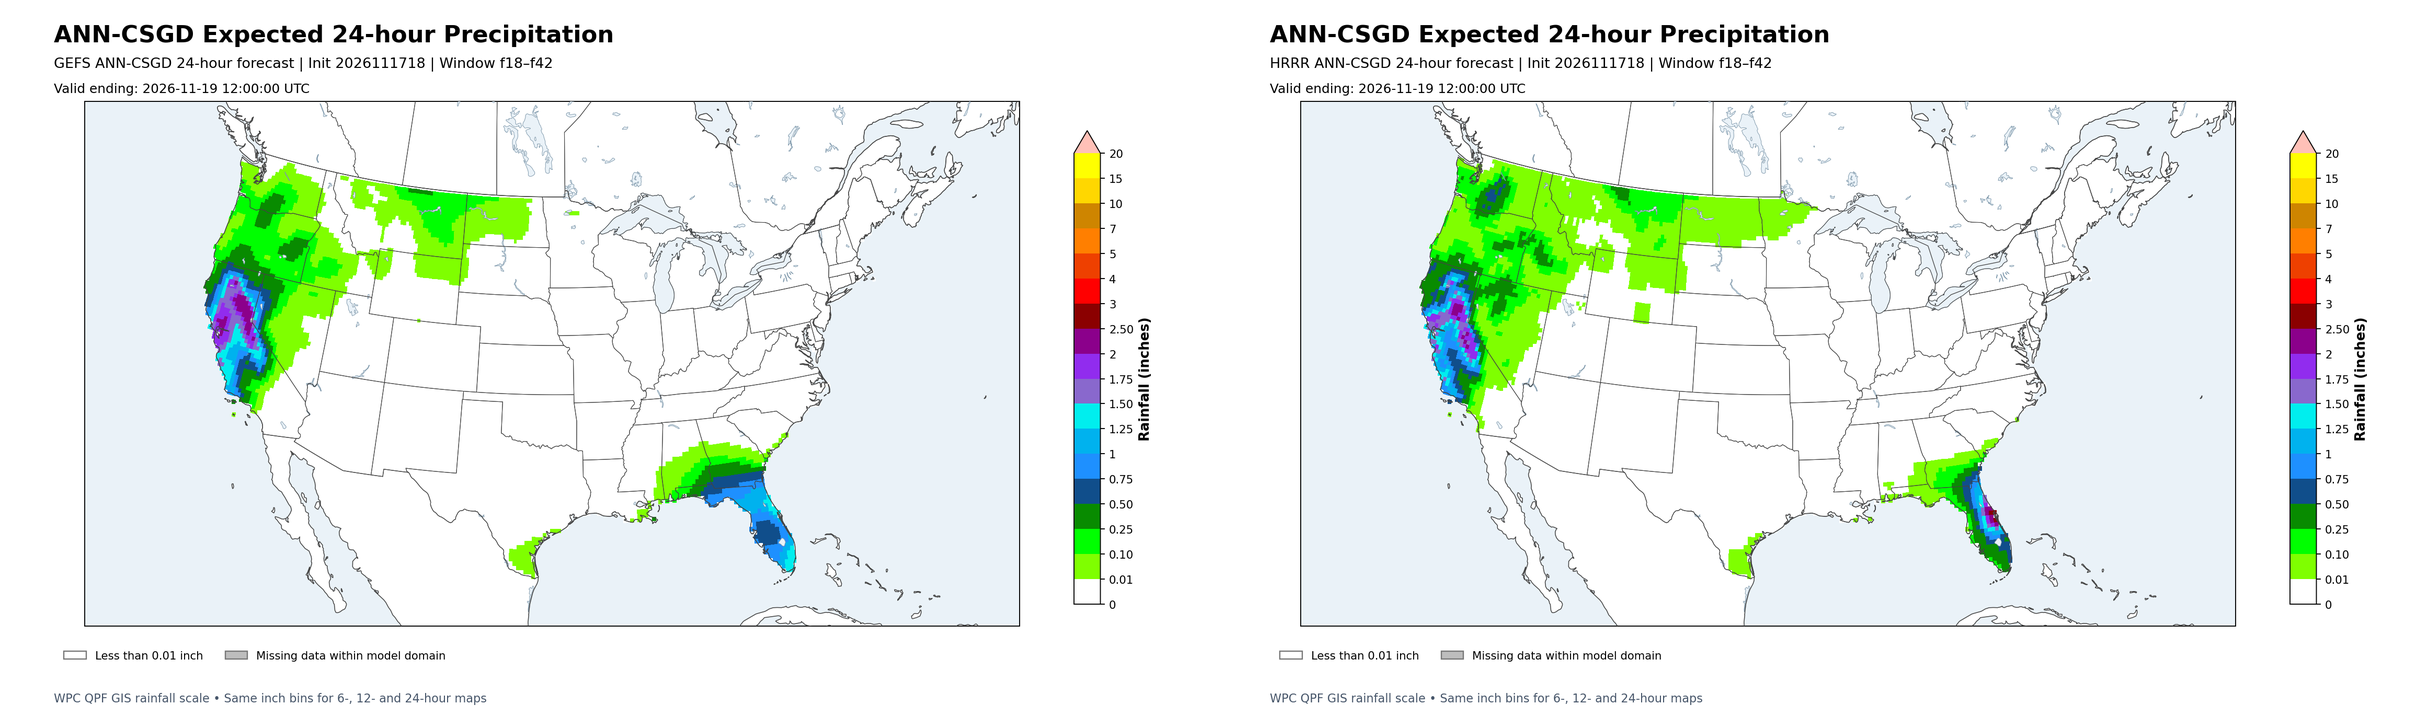 ANN-CSGD Expected 24-hour Precipitation
GEFS ANN-CSGD 24-hour forecast | Init 2026111718 | Window f18–f42
Valid ending: 2026-11-19 12:00:00 UTC
20
15
10
7
5
4
3
2.50
2
1.75
1.50
1.25
1
0.75
0.50
0.25
0.10
0.01
0
Rainfall (inches)
Less than 0.01 inch
Missing data within model domain
WPC QPF GIS rainfall scale • Same inch bins for 6-, 12- and 24-hour maps
ANN-CSGD Expected 24-hour Precipitation
HRRR ANN-CSGD 24-hour forecast | Init 2026111718 | Window f18–f42
Valid ending: 2026-11-19 12:00:00 UTC
20
15
10
7
5
4
3
2.50
2
1.75
1.50
1.25
1
0.75
0.50
0.25
0.10
0.01
0
Rainfall (inches)
Less than 0.01 inch
Missing data within model domain
WPC QPF GIS rainfall scale • Same inch bins for 6-, 12- and 24-hour maps